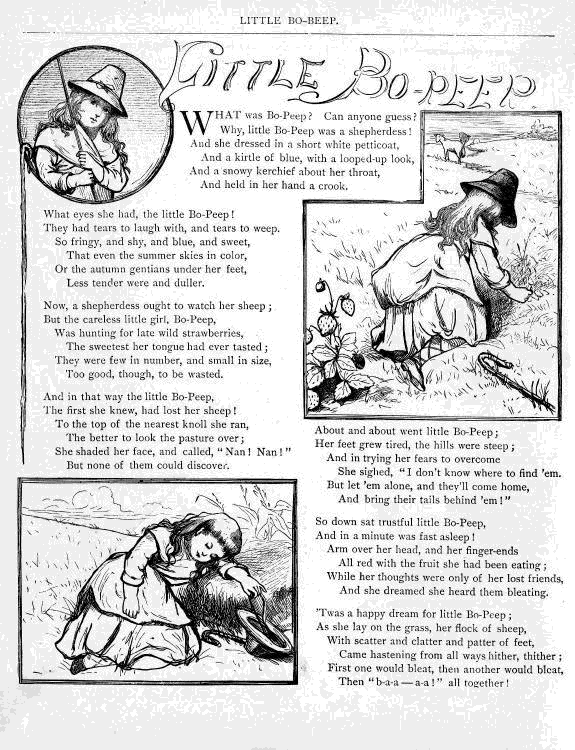 LITTLE BO-BEEP.
LITTLE BO-PEEP.
WHAT was Bo-Peep? Can anyone guess?
Why, little Bo-Peep was a shepherdess!
And she dressed in a short white petticoat,
And a kirtle of blue, with a looped-up look,
And a snowy kerchief about her throat,
And held in her hand a crook.
What eyes she had, the little Bo-Peep!
They had tears to laugh with, and tears to weep.
So fringy, and shy, and blue, and sweet,
That even the summer skies in color,
Or the autumn gentians under her feet,
Less tender were and duller.
Now, a shepherdess ought to watch her sheep;
But the careless little girl, Bo-Peep,
Was hunting for late wild strawberries,
The sweetest her tongue had ever tasted;
They were few in number, and small in size,
Too good, though, to be wasted.
And in that way the little Bo-Peep,
The first she knew, had lost her sheep!
To the top of the nearest knoll she ran,
The better to look the pasture over;
She shaded her face, and called, "Nan! Nan!"
But none of them could discover.
About and about went little Bo-Peep;
Her feet grew tired, the hills were steep;
And in trying her fears to overcome
She sighed, "I don't know where to find 'em.
But let 'em alone, and they'll come home,
And bring their tails behind 'em!"
So down sat trustful little Bo-Peep,
And in a minute was fast asleep!
Arm over her head, and her finger-ends
All red with the fruit she had been eating;
While her thoughts were only of her lost friends,
And she dreamed she heard them bleating.
'Twas a happy dream for little Bo-Peep;
As she lay on the grass, her flock of sheep,
With scatter and clatter and patter of feet,
Came hastening from all ways hither, thither;
First one would bleat, then another would bleat,
Then "b-a-a—a-a!" all together!